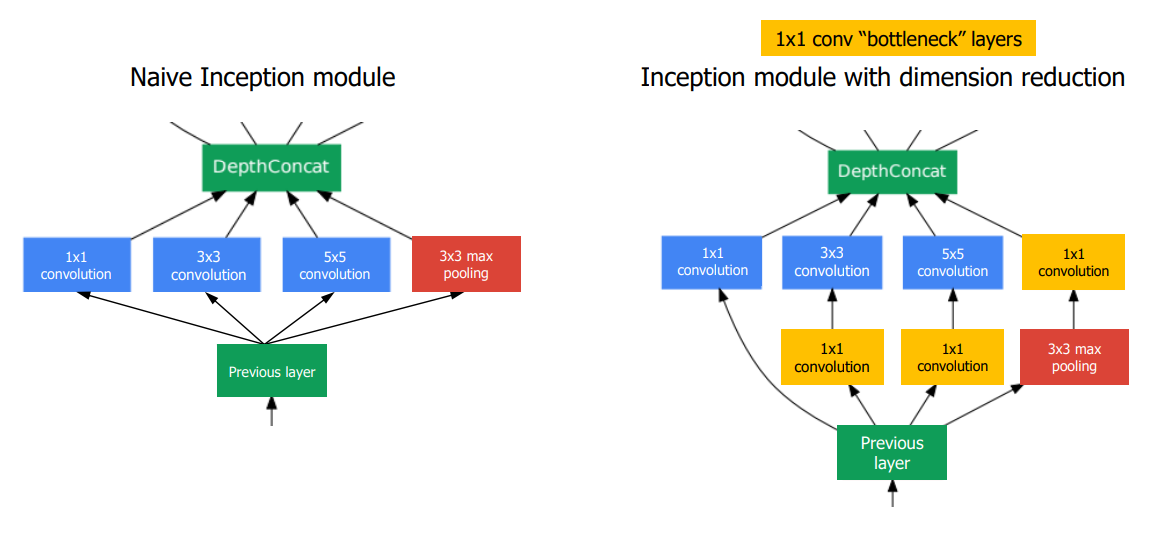 Naive Inception module
DepthConcat
1x1
convolution
3x3
convolution
5x5
convolution
3x3 max
pooling
Previous layer
1x1 conv “bottleneck” layers
Inception module with dimension reduction
DepthConcat
1x1
convolution
3x3
convolution
5x5
convolution
1x1
convolution
1x1
convolution
1x1
convolution
3x3 max
pooling
Previous
layer